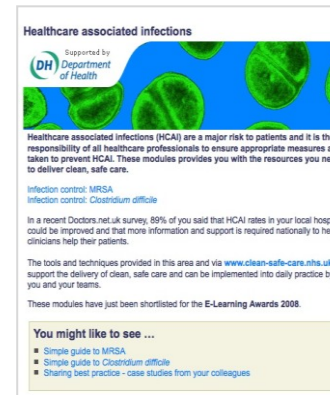 Healthcare associated infections
Supported by
DH Department
of Health
Healthcare associated infections (HCAI) are a major risk to patients and it is
responsibility of all healthcare professionals to ensure appropriate measures
taken to prevent HCAI. These modules provides you with the resources you
to deliver clean, safe care.
Infection control: MRSA
Infection control: Clostridium difficile
In a recent Doctors.net.uk survey, 89% of you said that HCAI rates in your local
could be improved and that more information and support is required nationally to
clinicians help their patients.
The tools and techniques provided in this area and via www.clean-safe-care.nhs.uk
support the delivery of clean, safe care and can be implemented into daily practice
you and your teams.
These modules have just been shortlisted for the E-Learning Awards 2008.
You might like to see ...
Simple guide to MRSA
Simple guide to Clostridium difficile
Sharing best practice - case studies from your colleagues